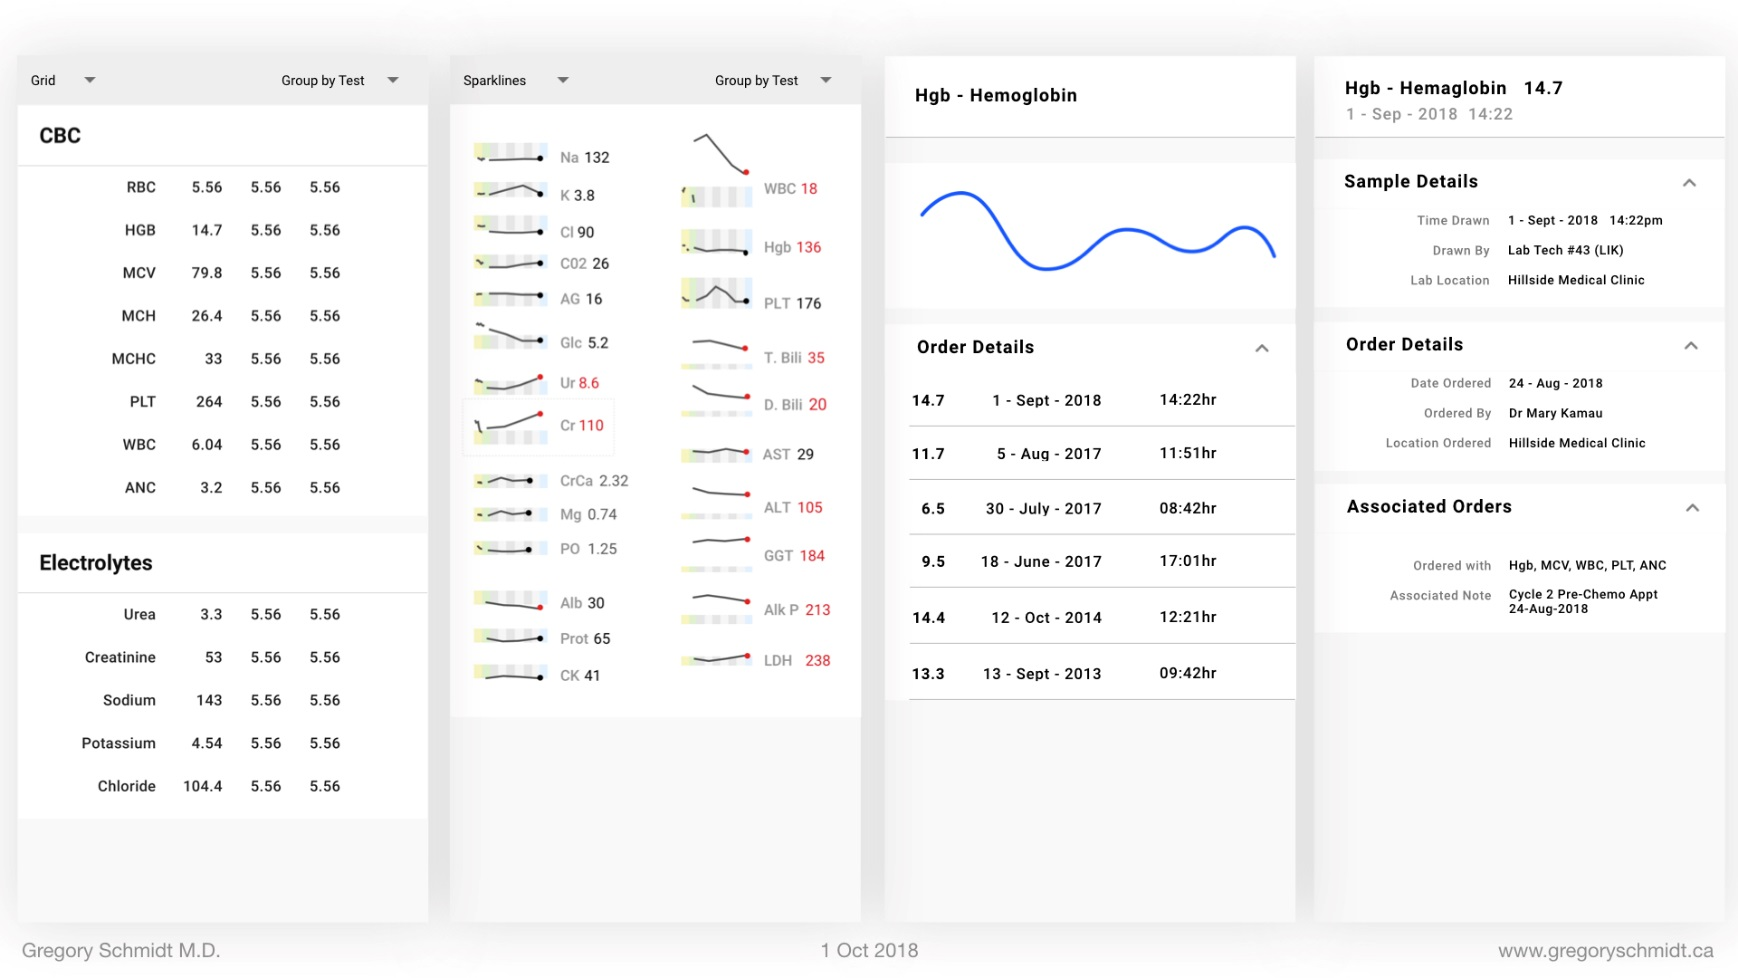 Grid Group by Test
CBC
RBC 5.56 5.56 5.56
HGB 14.7 5.56 5.56
MCV 79.8 5.56 5.56
MCH 26.4 5.56 5.56
MCHC 33 5.56 5.56
PLT 264 5.56 5.56
WBC 6.04 5.56 5.56
ANC 3.2 5.56 5.56
Electrolytes
Urea 3.3 5.56 5.56
Creatinine 53 5.56 5.56
Sodium 143 5.56 5.56
Potassium 4.54 5.56 5.56
Chloride 104.4 5.56 5.56
Sparklines Group by Test
Na 132
K 3.8
Cl 90
C02 26
AG 16
Glc 5.2
Ur 8.6
Cr 110
CrCa 2.32
Mg 0.74
PO 1.25
Alb 30
Prot 65
CK 41
WBC 18
Hgb 136
PLT 176
T. Bili 35
D. Bili 20
AST 29
ALT 105
GGT 184
Alk P 213
LDH 238
Hgb - Hemoglobin
Order Details
14.7 1 - Sept - 2018 14:22hr
11.7 5 - Aug - 2017 11:51hr
6.5 30 - July - 2017 08:42hr
9.5 18 - June - 2017 17:01hr
14.4 12 - Oct - 2014 12:21hr
13.3 13 - Sept - 2013 09:42hr
Hgb - Hemaglobin 14.7
1 - Sep - 2018 14:22
Sample Details
Time Drawn 1 - Sept - 2018 14:22pm
Drawn By Lab Tech #43 (LIK)
Lab Location Hillside Medical Clinic
Order Details
Date Ordered 24 - Aug - 2018
Ordered By Dr Mary Kamau
Location Ordered Hillside Medical Clinic
Associated Orders
Ordered with Hgb, MCV, WBC, PLT, ANC
Associated Note Cycle 2 Pre-Chemo Appt
24-Aug-2018
Gregory Schmidt M.D. 1 Oct 2018 www.gregoryschmidt.ca